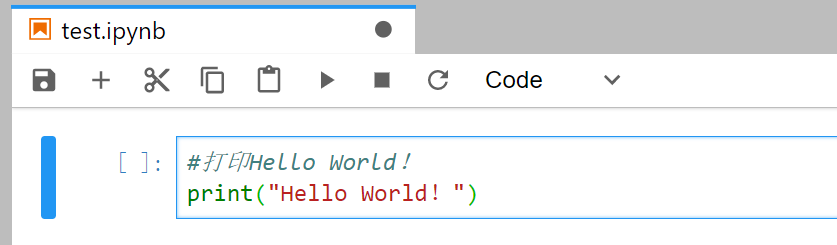 test.ipynb
Code
[ ]:
#打印Hello World！
print("Hello World！")